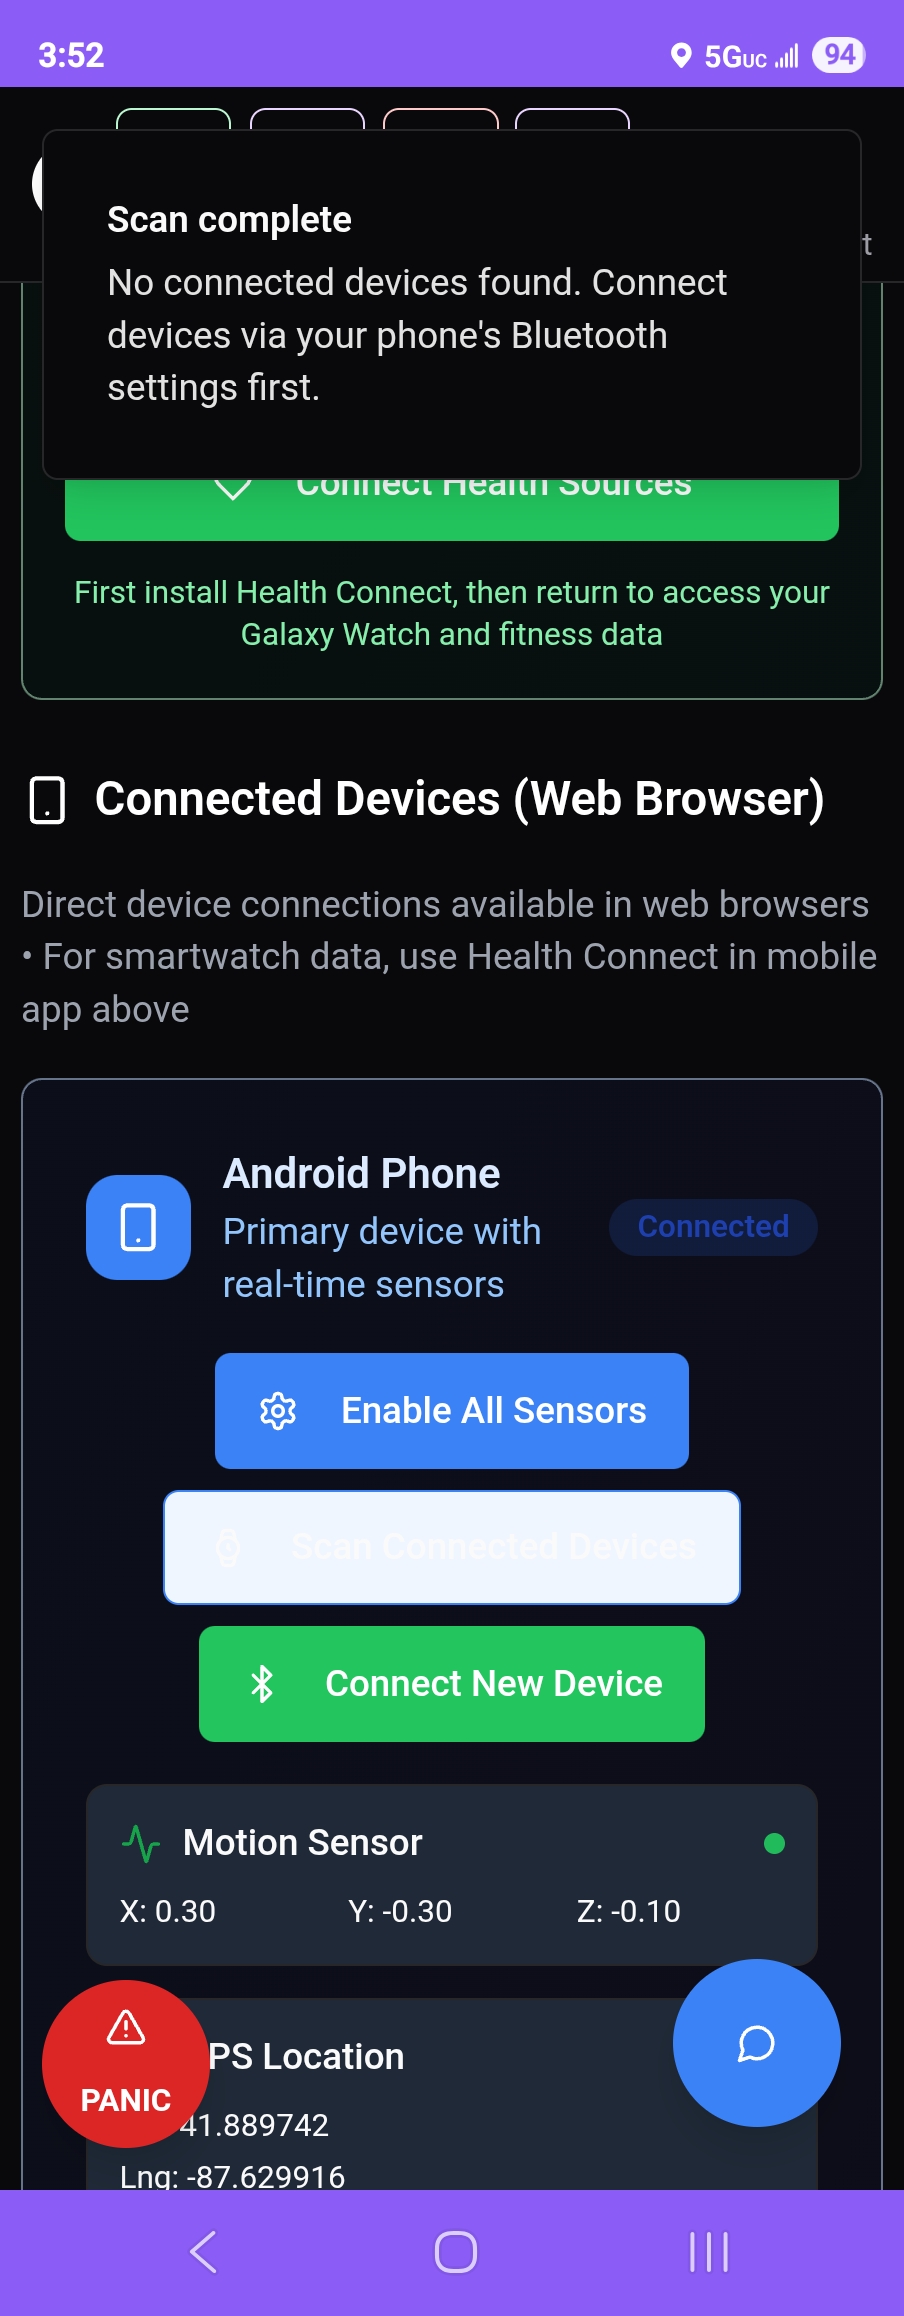 3:52
5GUC
94
t
Scan complete
No connected devices found. Connect
devices via your phone's Bluetooth
settings first.
Connect Health Sources
First install Health Connect, then return to access your
Galaxy Watch and fitness data
Connected Devices (Web Browser)
Direct device connections available in web browsers
• For smartwatch data, use Health Connect in mobile
app above
Android Phone
Primary device with
real-time sensors
Connected
Enable All Sensors
Scan Connected Devices
Connect New Device
Motion Sensor
X: 0.30 Y: -0.30 Z: -0.10
PS Location
PANIC
41.889742
Lng: -87.629916